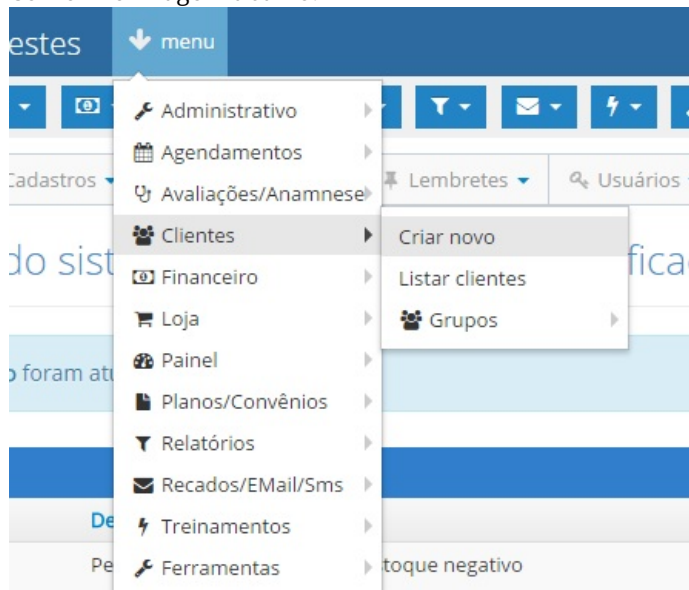 estes menu
Administrativo
Agendamentos
Cadastros Lembretes Usuários
Avaliações/Anamnese
Clientes Criar novo
do sist fica
Financeiro Listar clientes
Loja Grupos
Painel
o foram atu
Planos/Convênios
Relatórios
Recados/EMail/Sms
De Treinamentos
Pe Ferramentas toque negativo